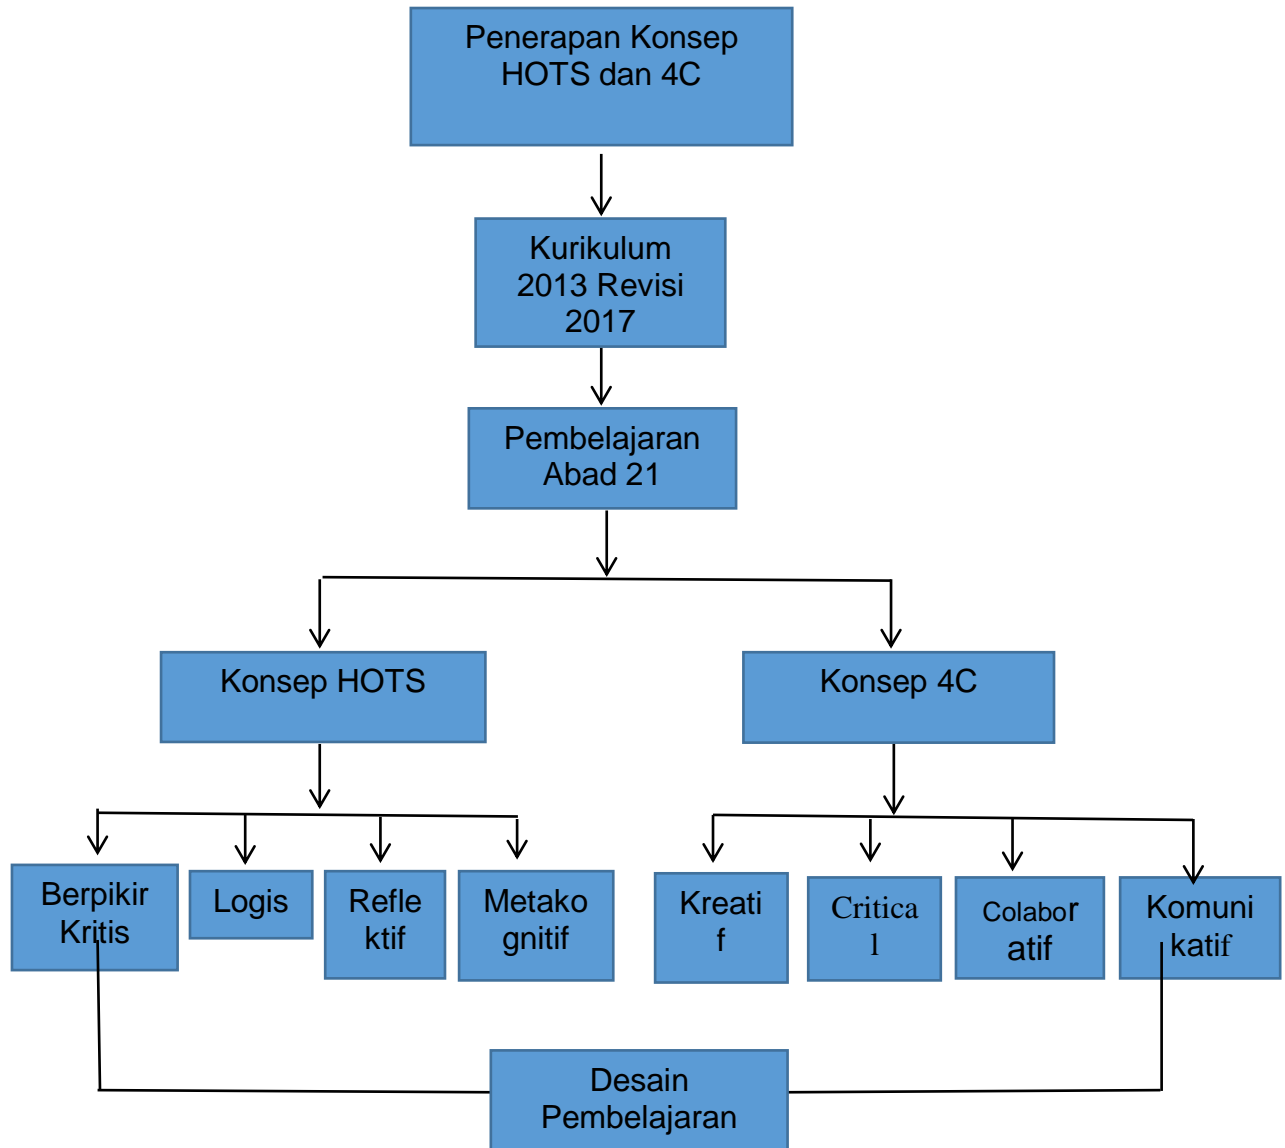 Penerapan Konsep
HOTS dan 4C
Kurikulum
2013 Revisi
2017
Pembelajaran
Abad 21
Konsep HOTS
Konsep 4C
Berpikir
Kritis
Logis
Refle
ktif
Metako
gnitif
Kreati
f
Critica
l
Colabor
atif
Komuni
katif
Desain
Pembelajaran